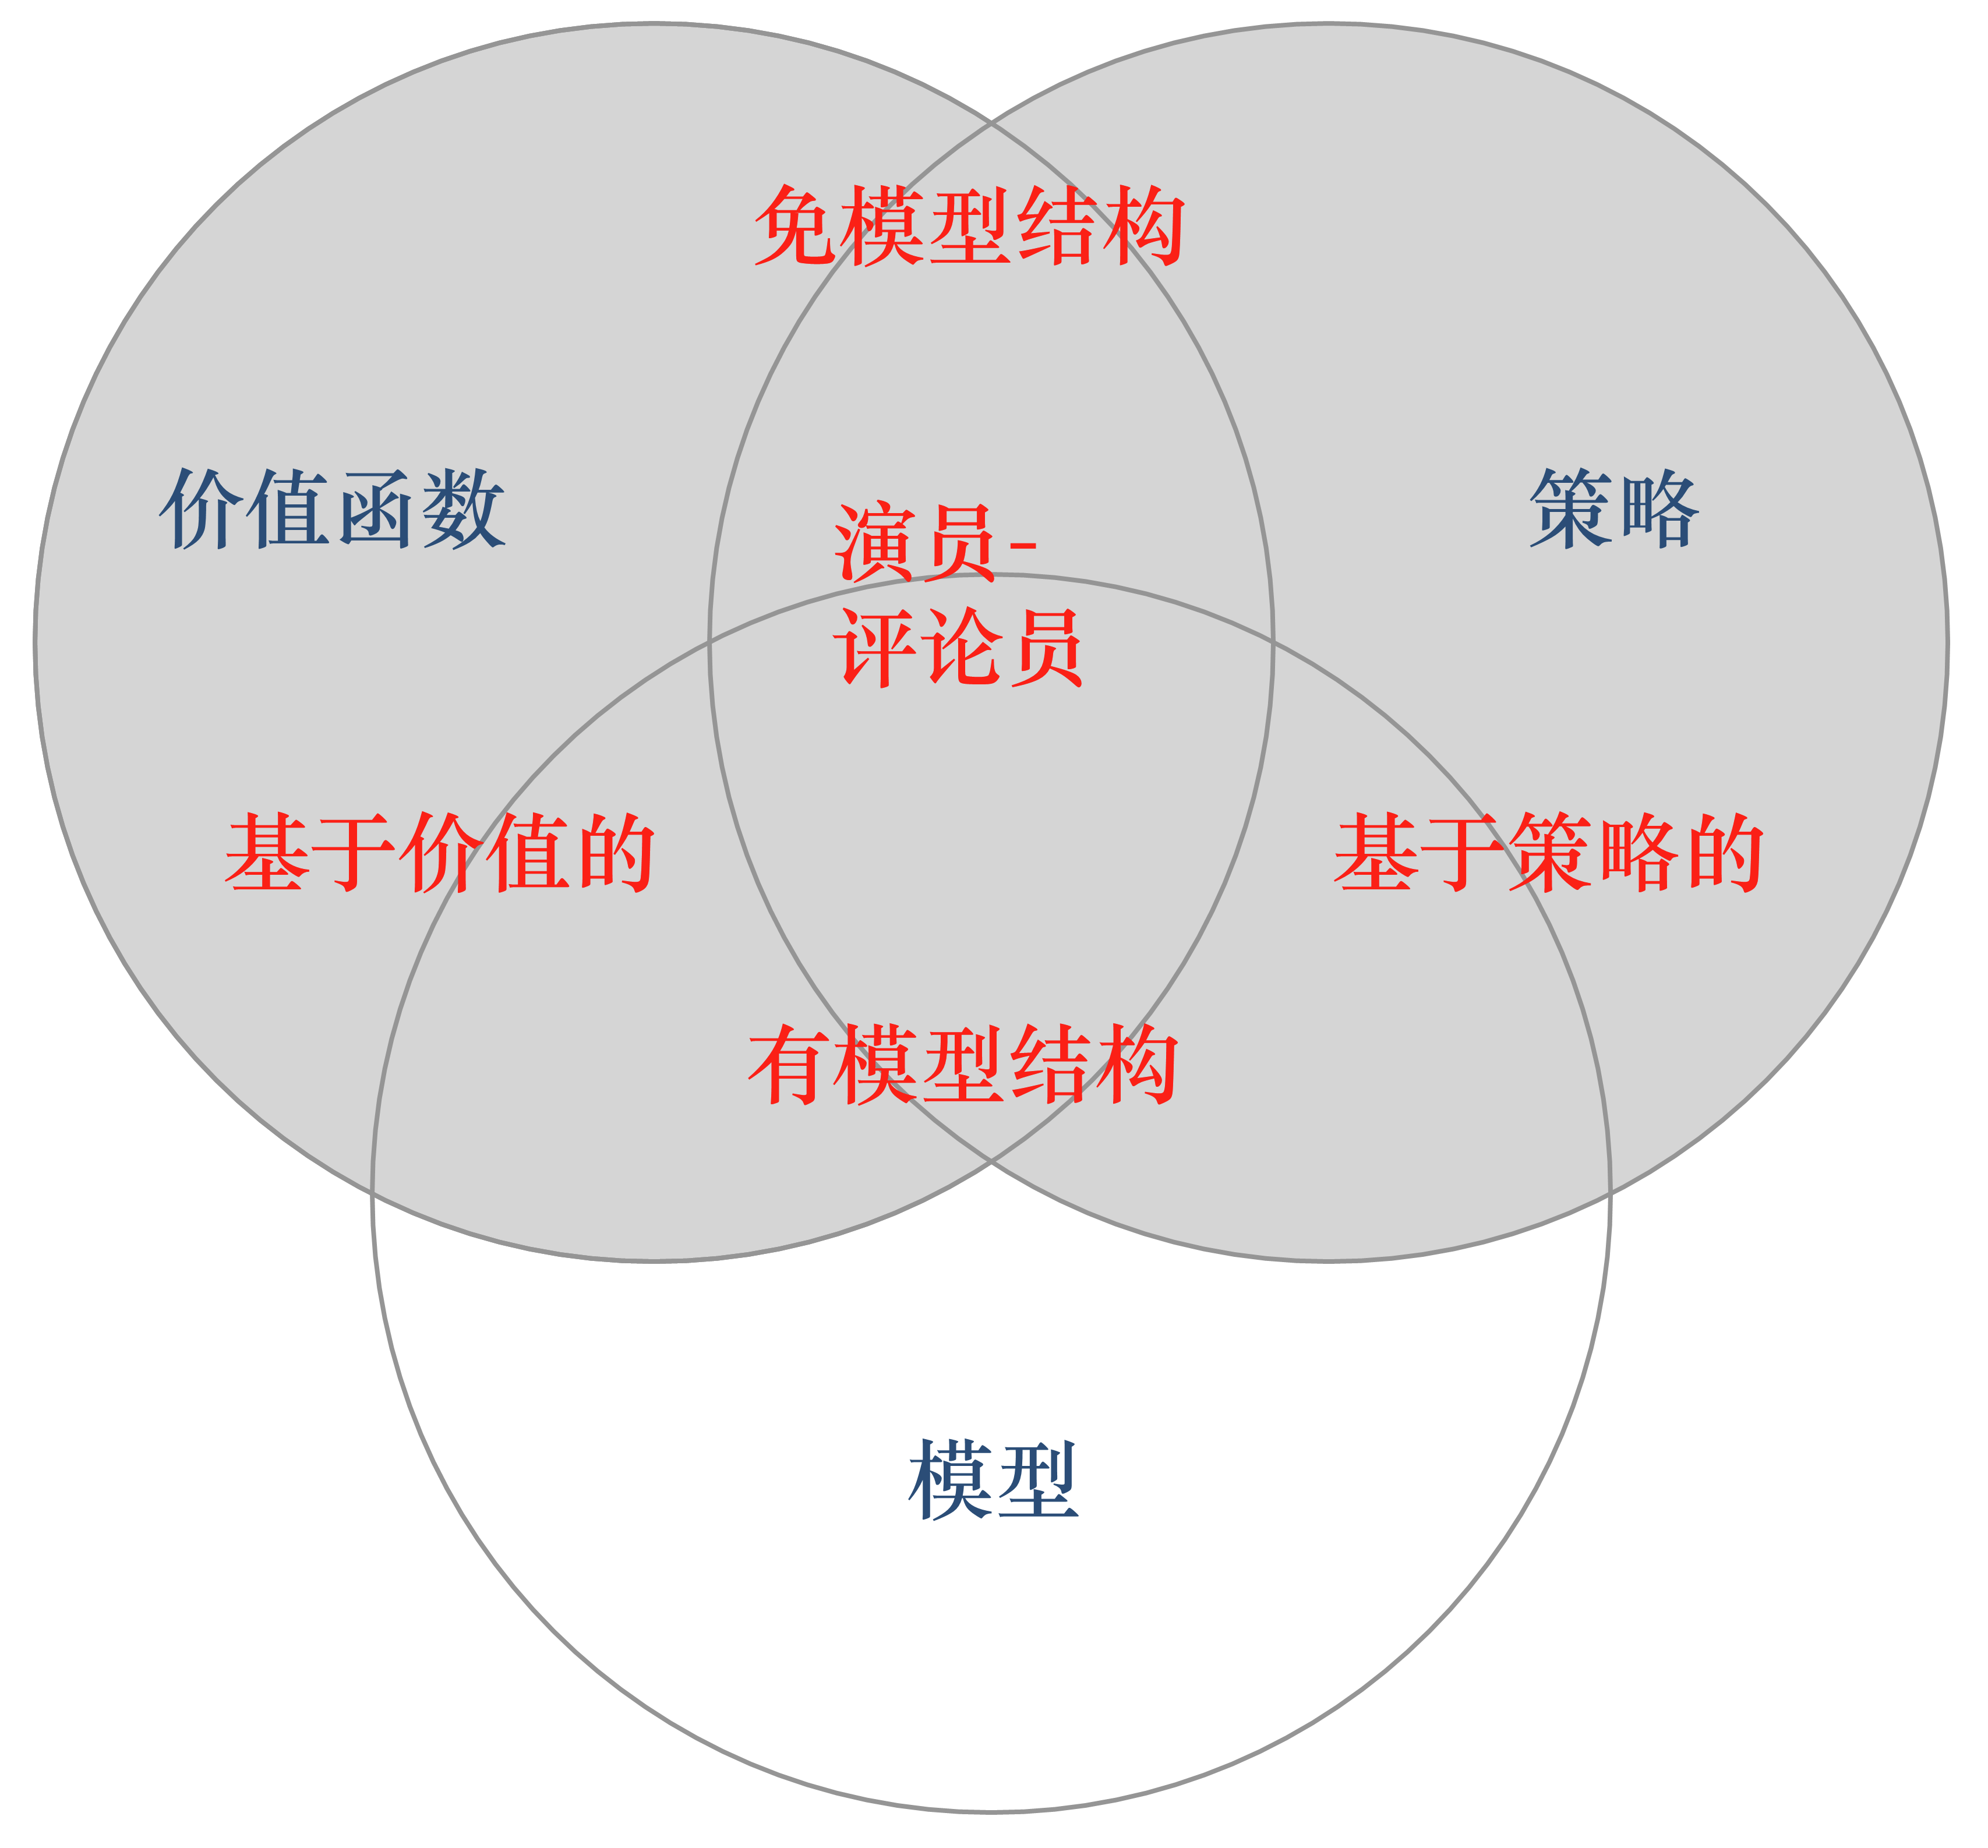 免模型结构
价值函数
策略
演员-
评论员
基于价值的
基于策略的
有模型结构
模型